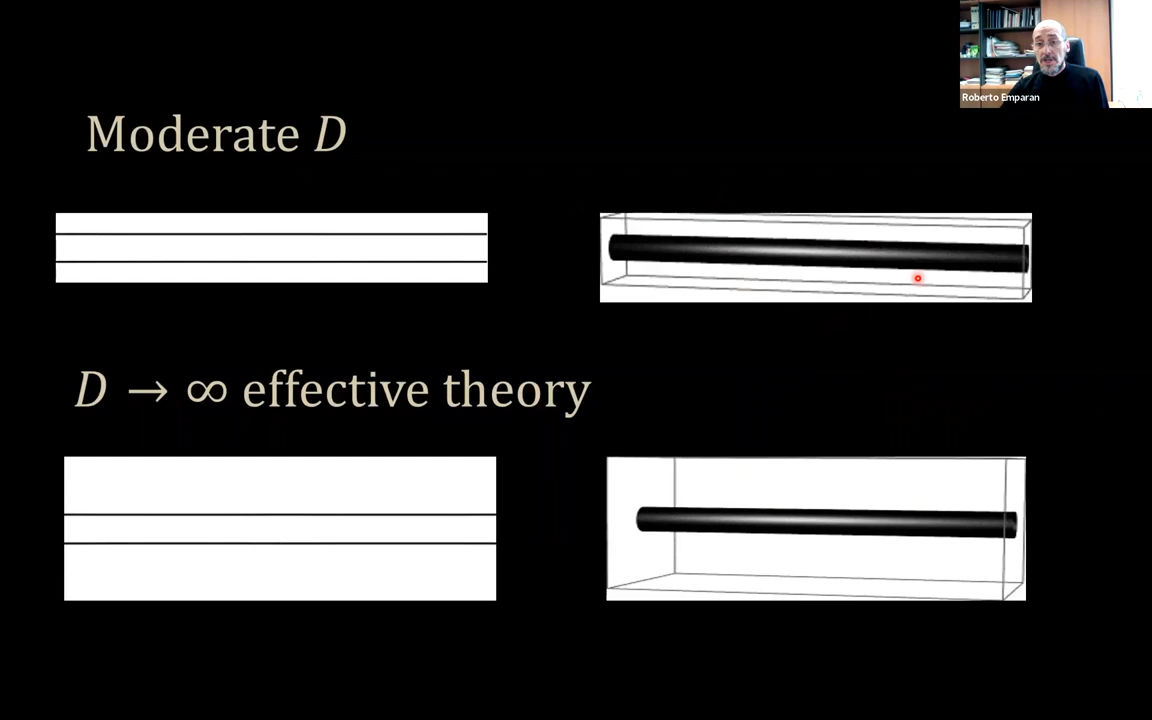 Roberto Emparan
Moderate D
D → ∞ effective theory